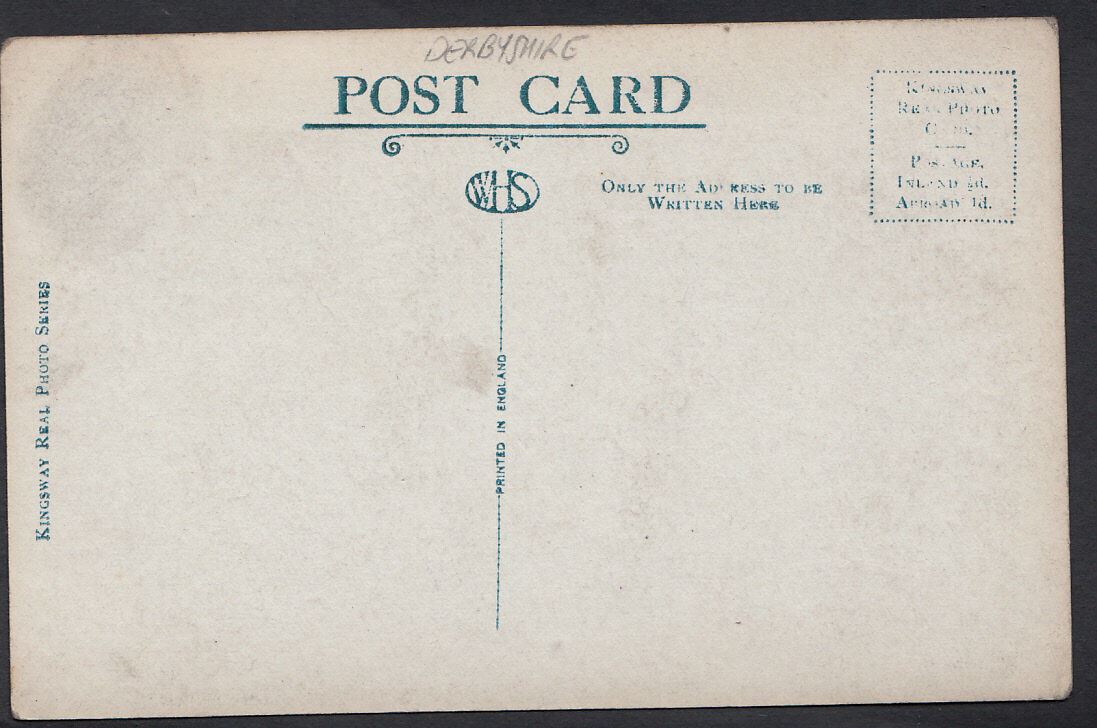 DERBYSHIRE
POST CARD
WHS
ONLY THE ADDRESS TO BE
WRITTEN HERE
KINGSWAY
REAL PHOTO
CARD.
POSTAGE.
INLAND ½d.
ABROAD 1d.
KINGSWAY REAL PHOTO SERIES
PRINTED IN ENGLAND